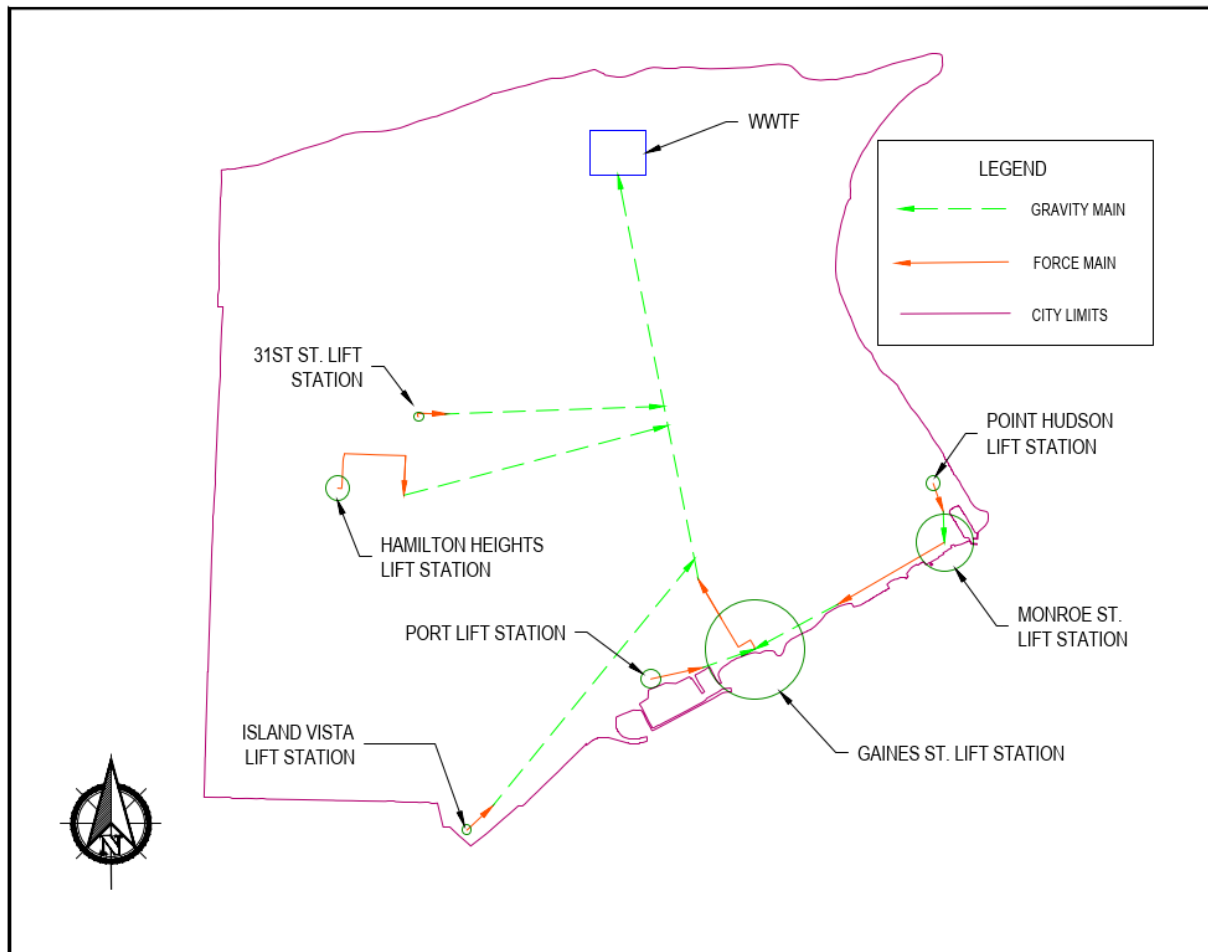 WWTF
LEGEND
GRAVITY MAIN
FORCE MAIN
CITY LIMITS
31ST ST. LIFT
STATION
POINT HUDSON
LIFT STATION
HAMILTON HEIGHTS
LIFT STATION
MONROE ST.
LIFT STATION
PORT LIFT STATION
ISLAND VISTA
LIFT STATION
GAINES ST. LIFT STATION
N